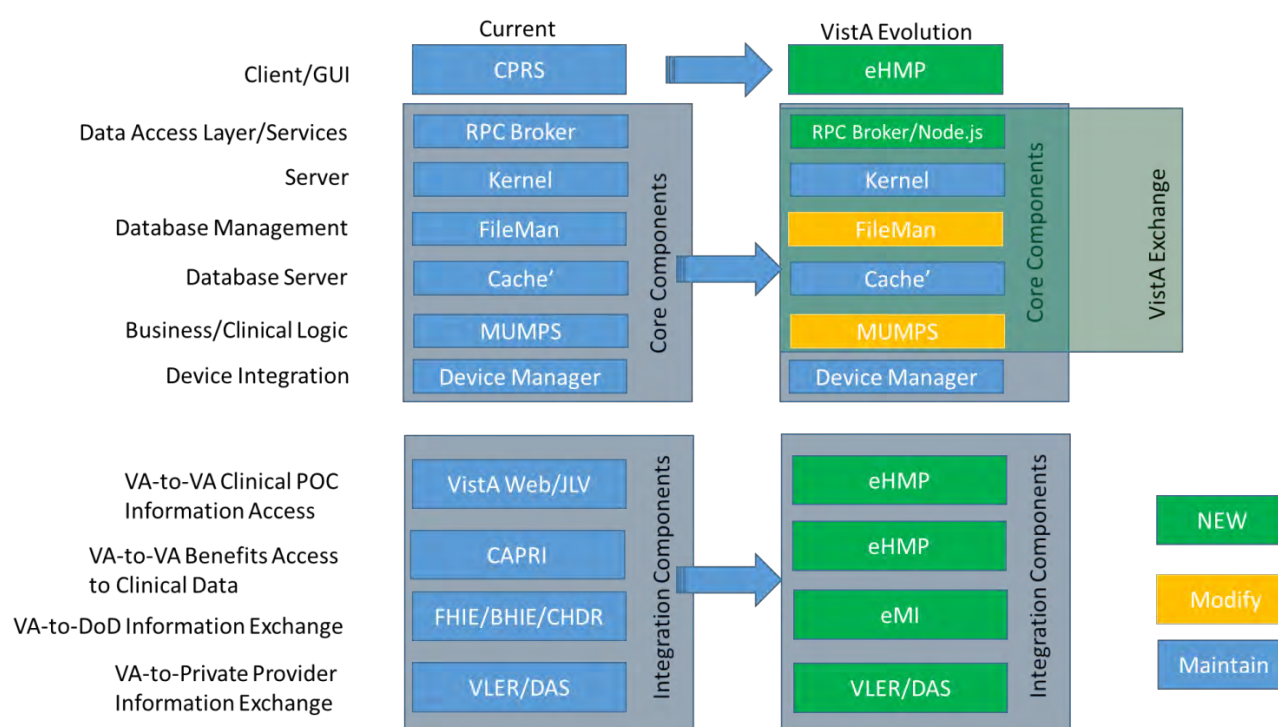 Current
VistA Evolution
Client/GUI
CPRS
eHMP
Data Access Layer/Services
RPC Broker
RPC Broker/Node.js
Server
Kernel
Kernel
Database Management
FileMan
FileMan
Database Server
Cache’
Cache’
Business/Clinical Logic
MUMPS
MUMPS
Device Integration
Device Manager
Device Manager
Core Components
Core Components
VistA Exchange
VA-to-VA Clinical POC
Information Access
VistA Web/JLV
eHMP
VA-to-VA Benefits Access
to Clinical Data
CAPRI
eHMP
VA-to-DoD Information Exchange
FHIE/BHIE/CHDR
eMI
VA-to-Private Provider
Information Exchange
VLER/DAS
VLER/DAS
Integration Components
Integration Components
NEW
Modify
Maintain